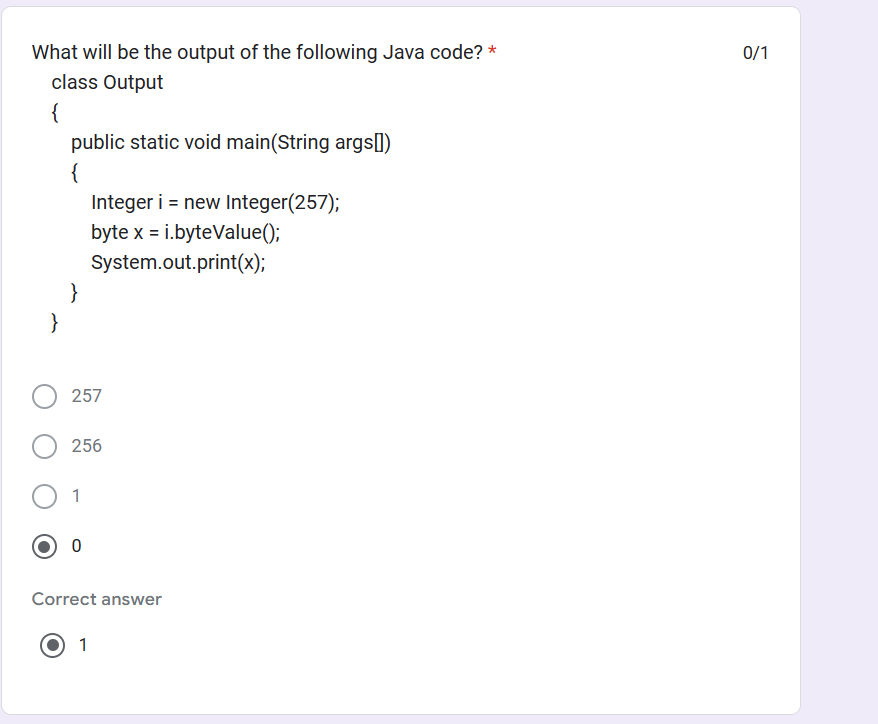 What will be the output of the following Java code? *
0/1
class Output
{
public static void main(String args[])
{
Integer i = new Integer(257);
byte x = i.byteValue();
System.out.print(x);
}
}
257
256
1
0
Correct answer
1